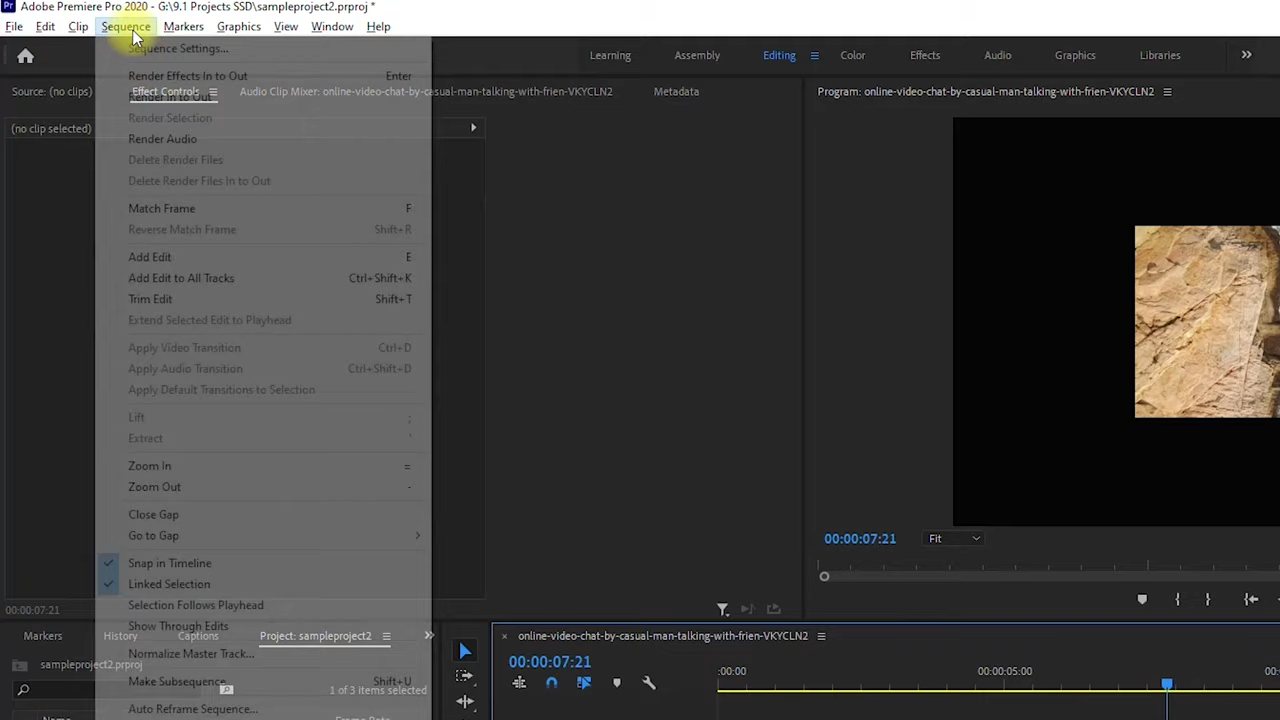 Pr Adobe Premiere Pro 2020 - G:\9.1 Projects SSD\sampleproject2.prproj *
File Edit Clip Sequence Markers Graphics View Window Help
Learning Assembly Editing Color Effects Audio Graphics Libraries
Source: (no clips) Effect Controls Audio Clip Mixer: online-video-chat-by-casual-man-talking-with-frien-VKYCLN2 Metadata
Program: online-video-chat-by-casual-man-talking-with-frien-VKYCLN2
(no clip selected)
Sequence Settings...
Render Effects In to Out Enter
Render In to Out
Render Selection
Render Audio
Delete Render Files
Delete Render Files In to Out
Match Frame F
Reverse Match Frame Shift+R
Add Edit E
Add Edit to All Tracks Ctrl+Shift+K
Trim Edit Shift+T
Extend Selected Edit to Playhead
Apply Video Transition Ctrl+D
Apply Audio Transition Ctrl+Shift+D
Apply Default Transitions to Selection
Lift ;
Extract '
Zoom In =
Zoom Out -
Close Gap
Go to Gap
Snap in Timeline
Linked Selection
Selection Follows Playhead
Show Through Edits
Normalize Master Track...
Make Subsequence Shift+U
Auto Reframe Sequence...
00:00:07:21 Fit
00:00:07:21
Markers History Captions Project: sampleproject2
sampleproject2.prproj
1 of 3 items selected
Name Frame Rate
online-video-chat-by-casual-man-talking-with-frien-VKYCLN2
00:00:07:21
:00:00 00:00:05:00 00: